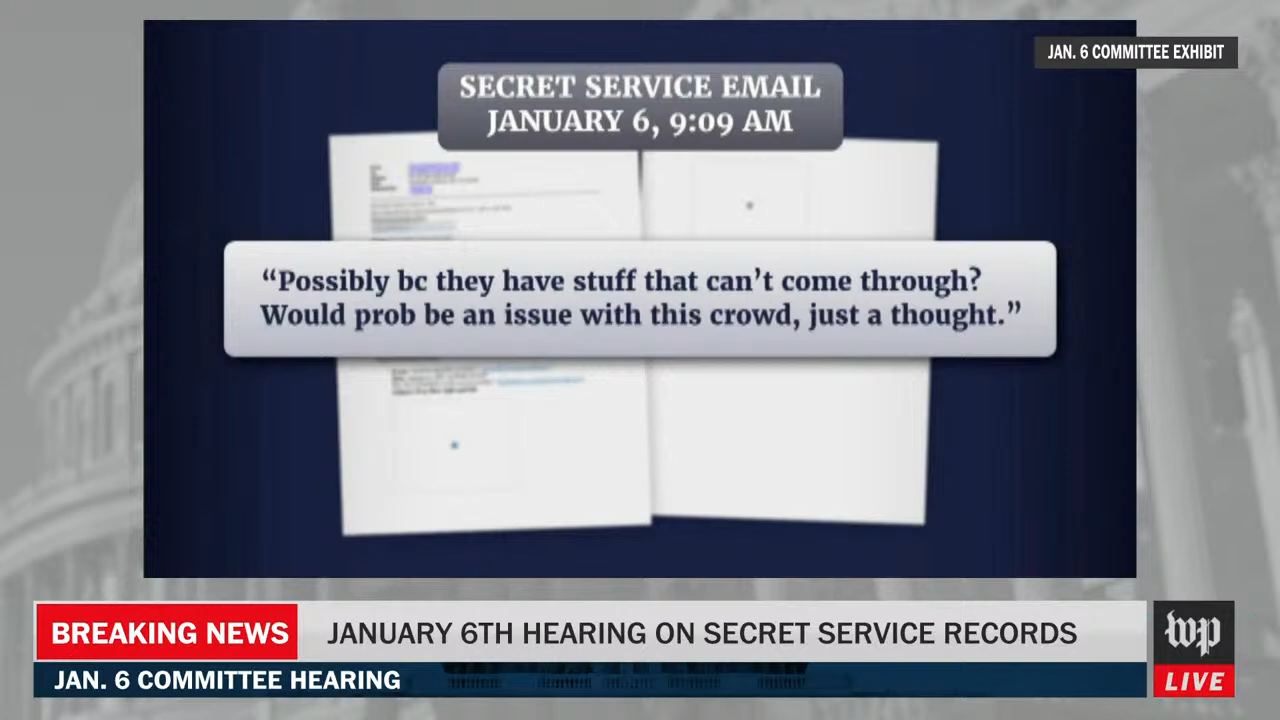 JAN. 6 COMMITTEE EXHIBIT
SECRET SERVICE EMAIL
JANUARY 6, 9:09 AM
“Possibly bc they have stuff that can’t come through?
Would prob be an issue with this crowd, just a thought.”
BREAKING NEWS
JANUARY 6TH HEARING ON SECRET SERVICE RECORDS
wp
JAN. 6 COMMITTEE HEARING
LIVE